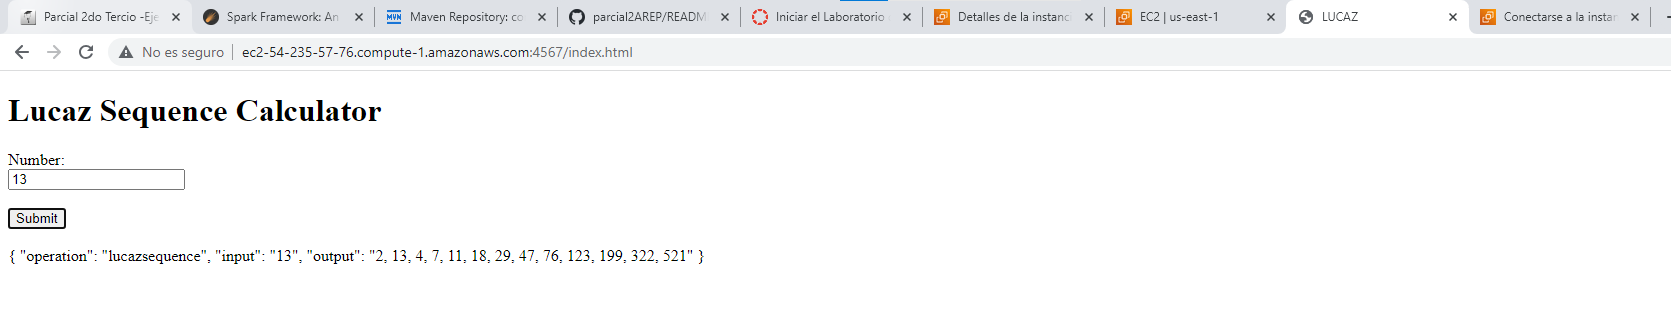 Parcial 2do Tercio -Eje
Spark Framework: An
Maven Repository: co
parcial2AREP/READM
Iniciar el Laboratorio
Detalles de la instanci
EC2 | us-east-1
LUCAZ
Conectarse a la instan
No es seguro | ec2-54-235-57-76.compute-1.amazonaws.com:4567/index.html
Lucaz Sequence Calculator
Number:
13
Submit
{ "operation": "lucazsequence", "input": "13", "output": "2, 13, 4, 7, 11, 18, 29, 47, 76, 123, 199, 322, 521" }